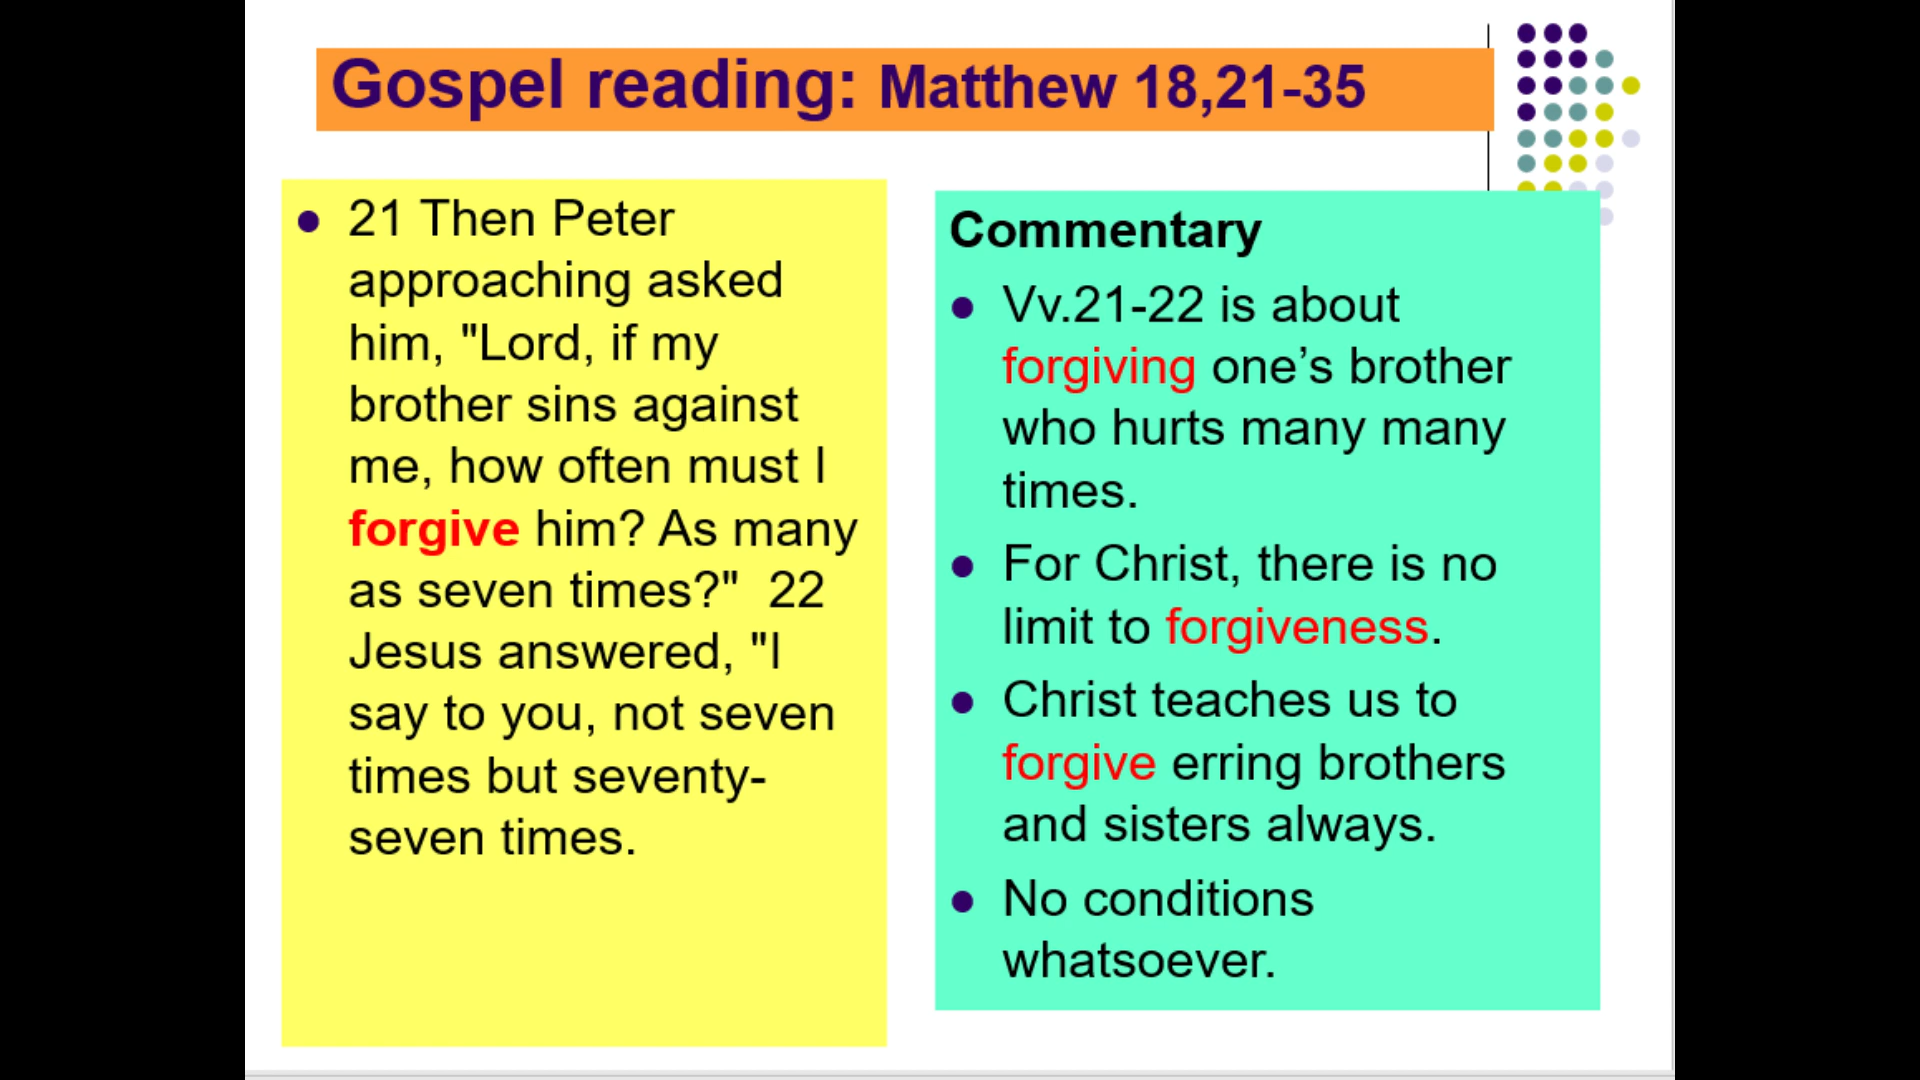 Gospel reading: Matthew 18,21-35
21 Then Peter
approaching asked
him, "Lord, if my
brother sins against
me, how often must I
forgive him? As many
as seven times?"  22
Jesus answered, "I
say to you, not seven
times but seventy-
seven times.
Commentary
Vv.21-22 is about
forgiving one’s brother
who hurts many many
times.
For Christ, there is no
limit to forgiveness.
Christ teaches us to
forgive erring brothers
and sisters always.
No conditions
whatsoever.